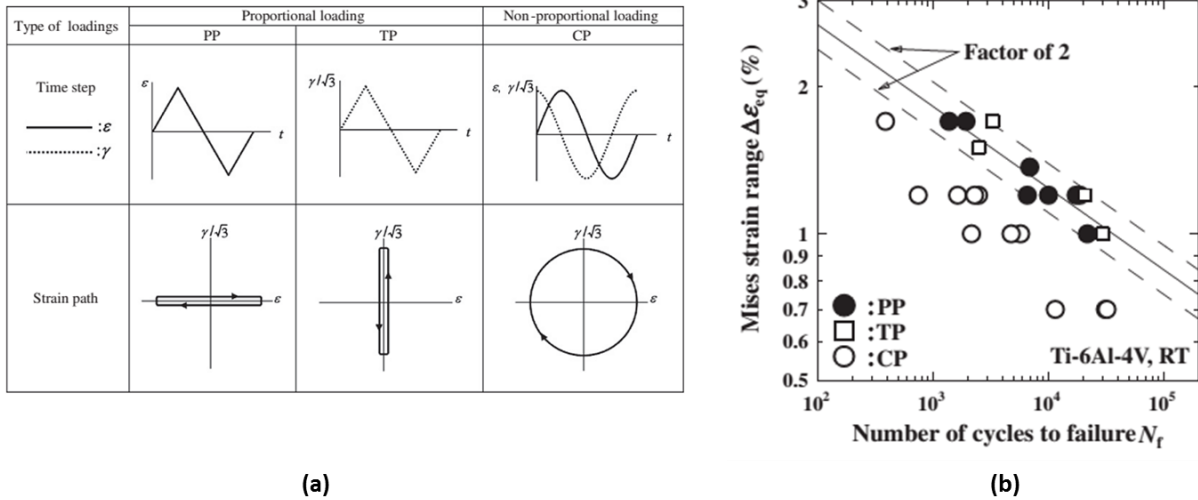 Type of loadings
Proportional loading
Non-proportional loading
PP
TP
CP
Time step
:ε
:γ
ε
t
γ/√3
t
ε, γ/√3
t
Strain path
γ/√3
ε
γ/√3
ε
γ/√3
ε
(a)
Mises strain range Δεeq (%)
3
2
1
0.9
0.8
0.7
0.6
0.5
Factor of 2
:PP
:TP
:CP
Ti-6Al-4V, RT
10²
10³
10⁴
10⁵
Number of cycles to failure Nf
(b)